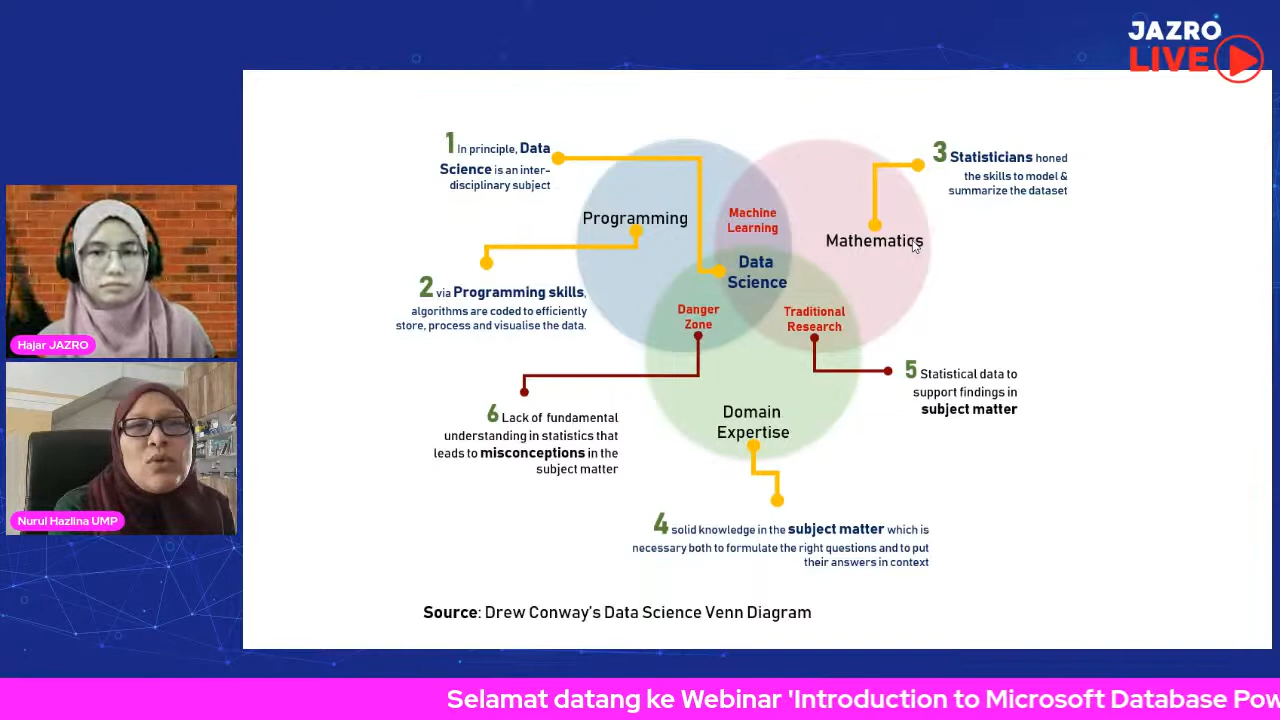 JAZRO
LIVE
1 In principle, Data
Science is an inter-
disciplinary subject
3 Statisticians honed
the skills to model &
summarize the dataset
Programming
Machine
Learning
Mathematics
Data
Science
2 via Programming skills,
algorithms are coded to efficiently
store, process and visualise the data.
Danger
Zone
Traditional
Research
Hajar JAZRO
5 Statistical data to
support findings in
subject matter
6 Lack of fundamental
understanding in statistics that
leads to misconceptions in the
subject matter
Domain
Expertise
Nurul Hazlina UMP
4 solid knowledge in the subject matter which is
necessary both to formulate the right questions and to put
their answers in context
Source: Drew Conway's Data Science Venn Diagram
Selamat datang ke Webinar 'Introduction to Microsoft Database Pow